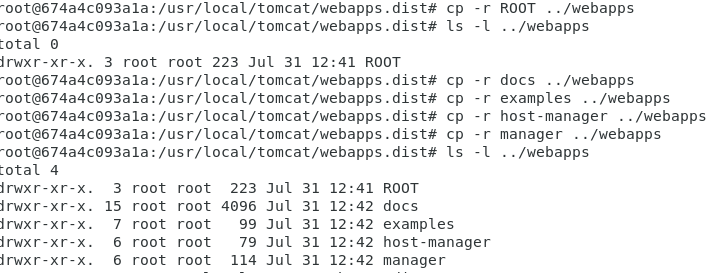 root@674a4c093a1a:/usr/local/tomcat/webapps.dist# cp -r ROOT ../webapps
root@674a4c093a1a:/usr/local/tomcat/webapps.dist# ls -l ../webapps
total 0
drwxr-xr-x. 3 root root 223 Jul 31 12:41 ROOT
root@674a4c093a1a:/usr/local/tomcat/webapps.dist# cp -r docs ../webapps
root@674a4c093a1a:/usr/local/tomcat/webapps.dist# cp -r examples ../webapps
root@674a4c093a1a:/usr/local/tomcat/webapps.dist# cp -r host-manager ../webapps
root@674a4c093a1a:/usr/local/tomcat/webapps.dist# cp -r manager ../webapps
root@674a4c093a1a:/usr/local/tomcat/webapps.dist# ls -l ../webapps
total 4
drwxr-xr-x.  3 root root  223 Jul 31 12:41 ROOT
drwxr-xr-x. 15 root root 4096 Jul 31 12:42 docs
drwxr-xr-x.  7 root root   99 Jul 31 12:42 examples
drwxr-xr-x.  6 root root   79 Jul 31 12:42 host-manager
drwxr-xr-x.  6 root root  114 Jul 31 12:42 manager